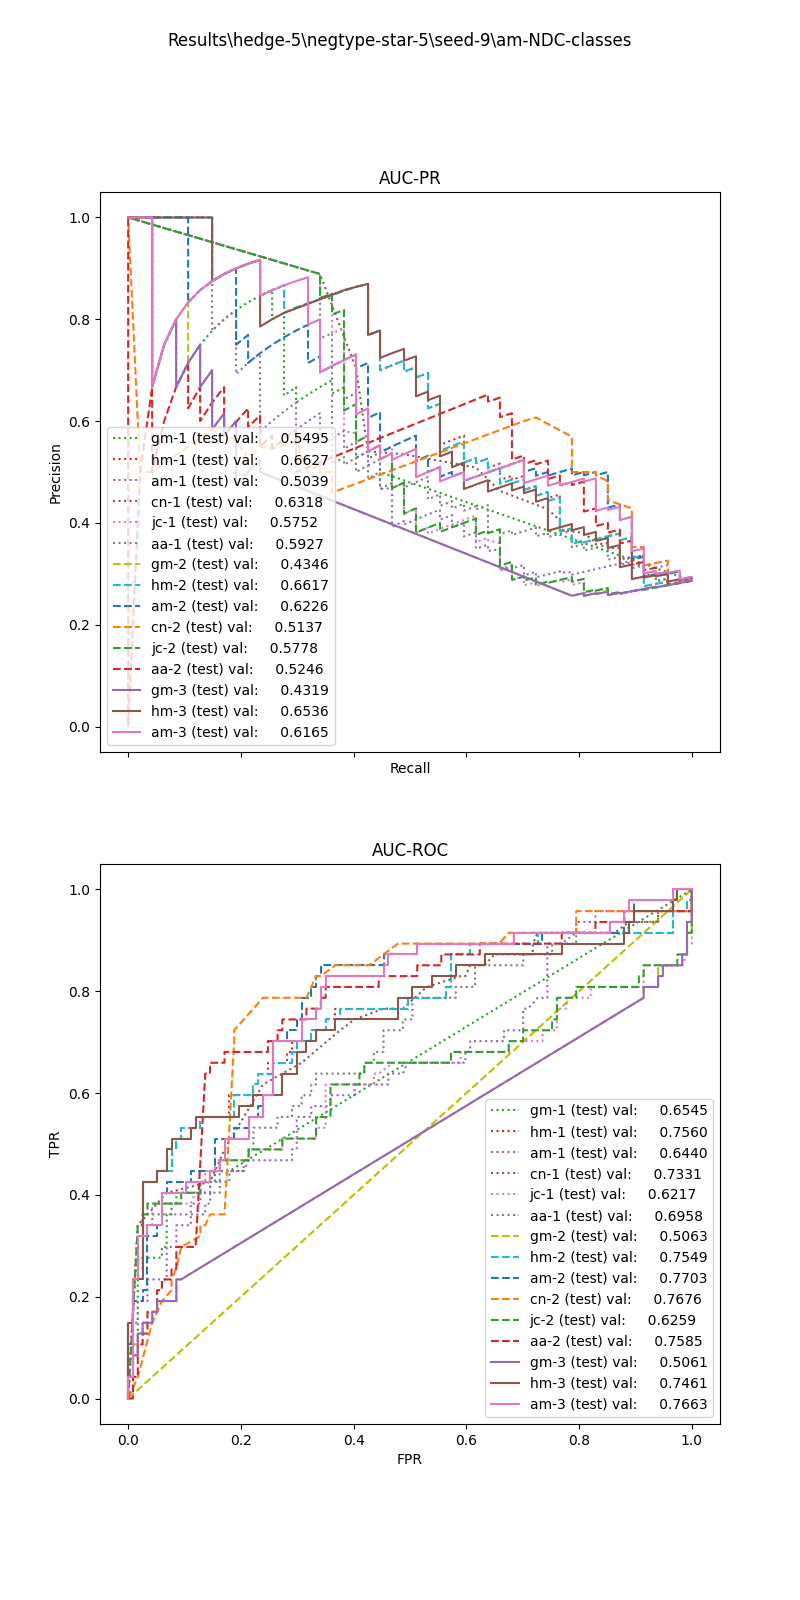 Results\hedge-5\negtype-star-5\seed-9\am-NDC-classes
AUC-PR
1.0
0.8
0.6
0.4
0.2
0.0
Precision
gm-1 (test) val: 0.5495
hm-1 (test) val: 0.6627
am-1 (test) val: 0.5039
cn-1 (test) val: 0.6318
jc-1 (test) val: 0.5752
aa-1 (test) val: 0.5927
gm-2 (test) val: 0.4346
hm-2 (test) val: 0.6617
am-2 (test) val: 0.6226
cn-2 (test) val: 0.5137
jc-2 (test) val: 0.5778
aa-2 (test) val: 0.5246
gm-3 (test) val: 0.4319
hm-3 (test) val: 0.6536
am-3 (test) val: 0.6165
Recall
AUC-ROC
1.0
0.8
0.6
0.4
0.2
0.0
TPR
gm-1 (test) val: 0.6545
hm-1 (test) val: 0.7560
am-1 (test) val: 0.6440
cn-1 (test) val: 0.7331
jc-1 (test) val: 0.6217
aa-1 (test) val: 0.6958
gm-2 (test) val: 0.5063
hm-2 (test) val: 0.7549
am-2 (test) val: 0.7703
cn-2 (test) val: 0.7676
jc-2 (test) val: 0.6259
aa-2 (test) val: 0.7585
gm-3 (test) val: 0.5061
hm-3 (test) val: 0.7461
am-3 (test) val: 0.7663
0.0 0.2 0.4 0.6 0.8 1.0
FPR